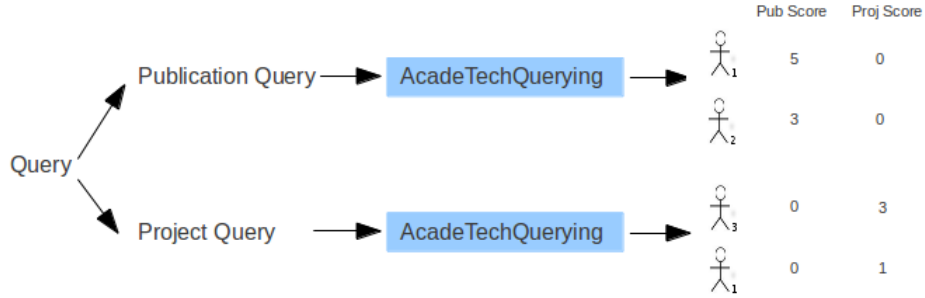 Pub Score Proj Score
Publication Query AcadeTechQuerying 1 5 0
2 3 0
Query
Project Query AcadeTechQuerying 3 0 3
1 0 1